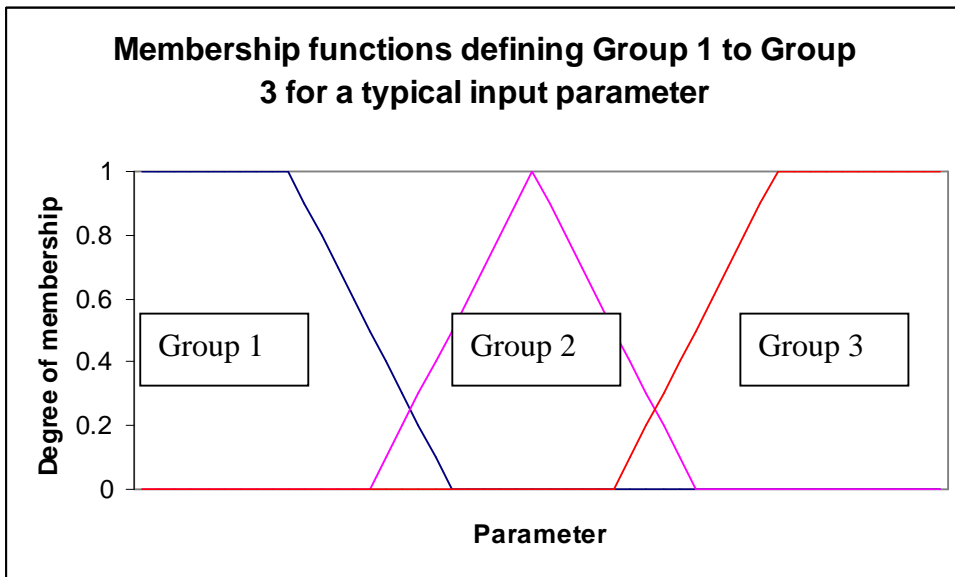 Membership functions defining Group 1 to Group
3 for a typical input parameter
Degree of membership
1
0.8
0.6
0.4
0.2
0
Group 1
Group 2
Group 3
Parameter